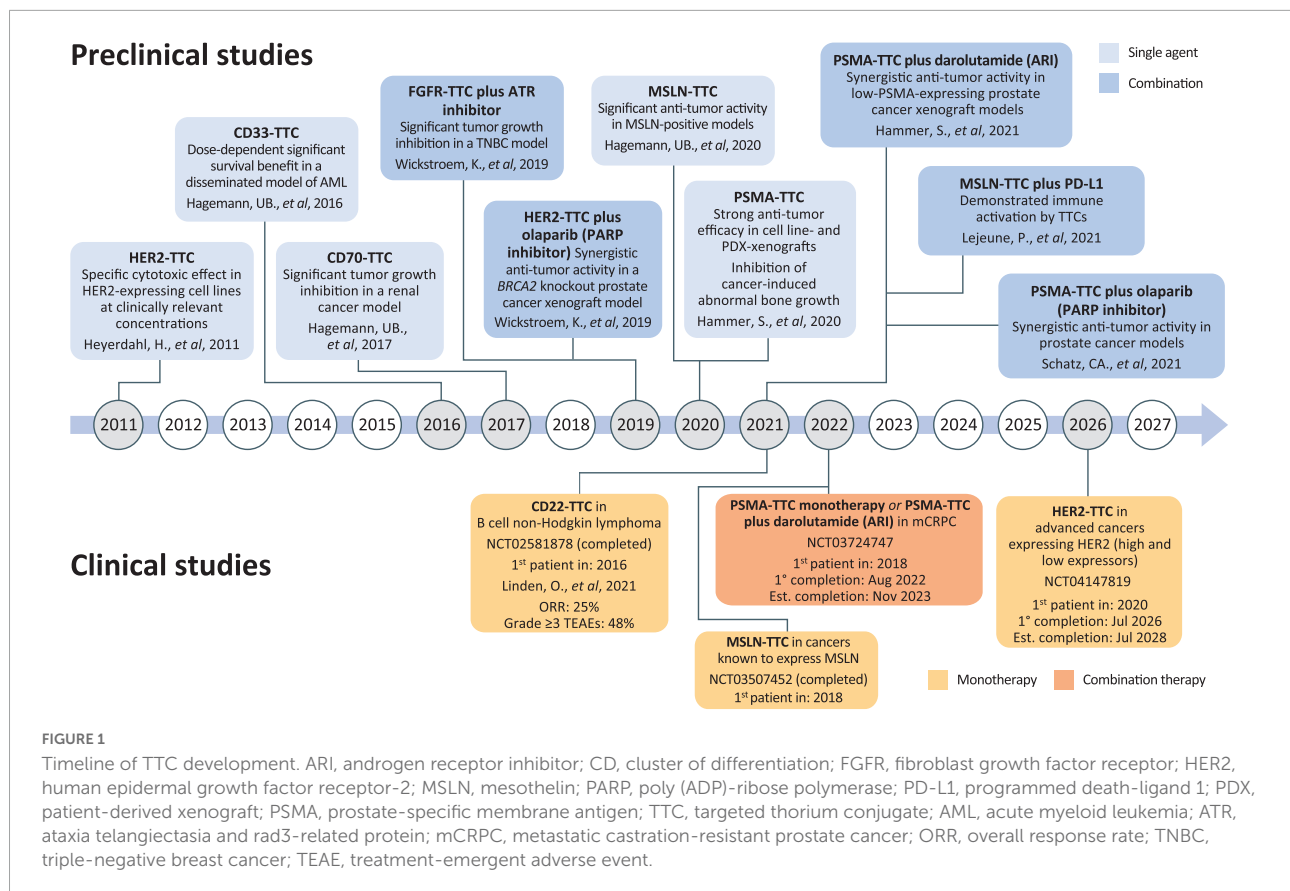 Preclinical studies
Single agent
Combination
HER2-TTC
Specific cytotoxic effect in
HER2-expressing cell lines
at clinically relevant
concentrations
Heyerdahl, H., et al, 2011
CD33-TTC
Dose-dependent significant
survival benefit in a
disseminated model of AML
Hagemann, UB., et al, 2016
CD70-TTC
Significant tumor growth
inhibition in a renal
cancer model
Hagemann, UB.,
et al, 2017
FGFR-TTC plus ATR
inhibitor
Significant tumor growth
inhibition in a TNBC model
Wickstroem, K., et al, 2019
HER2-TTC plus
olaparib (PARP
inhibitor) Synergistic
anti-tumor activity in a
BRCA2 knockout prostate
cancer xenograft model
Wickstroem, K., et al, 2019
MSLN-TTC
Significant anti-tumor activity
in MSLN-positive models
Hagemann, UB., et al, 2020
PSMA-TTC
Strong anti-tumor
efficacy in cell line- and
PDX-xenografts
Inhibition of
cancer-induced
abnormal bone growth
Hammer, S., et al, 2020
PSMA-TTC plus darolutamide (ARI)
Synergistic anti-tumor activity in
low-PSMA-expressing prostate
cancer xenograft models
Hammer, S., et al, 2021
MSLN-TTC plus PD-L1
Demonstrated immune
activation by TTCs
Lejeune, P., et al, 2021
PSMA-TTC plus olaparib
(PARP inhibitor)
Synergistic anti-tumor activity in
prostate cancer models
Schatz, CA., et al, 2021
2011 2012 2013 2014 2015 2016 2017 2018 2019 2020 2021 2022 2023 2024 2025 2026 2027
Clinical studies
CD22-TTC in
B cell non-Hodgkin lymphoma
NCT02581878 (completed)
1st patient in: 2016
Linden, O., et al, 2021
ORR: 25%
Grade ≥3 TEAEs: 48%
PSMA-TTC monotherapy or PSMA-TTC
plus darolutamide (ARI) in mCRPC
NCT03724747
1st patient in: 2018
1° completion: Aug 2022
Est. completion: Nov 2023
MSLN-TTC in cancers
known to express MSLN
NCT03507452 (completed)
1st patient in: 2018
HER2-TTC in
advanced cancers
expressing HER2 (high and
low expressors)
NCT04147819
1st patient in: 2020
1° completion: Jul 2026
Est. completion: Jul 2028
Monotherapy
Combination therapy
FIGURE 1
Timeline of TTC development. ARI, androgen receptor inhibitor; CD, cluster of differentiation; FGFR, fibroblast growth factor receptor; HER2,
human epidermal growth factor receptor-2; MSLN, mesothelin; PARP, poly (ADP)-ribose polymerase; PD-L1, programmed death-ligand 1; PDX,
patient-derived xenograft; PSMA, prostate-specific membrane antigen; TTC, targeted thorium conjugate; AML, acute myeloid leukemia; ATR,
ataxia telangiectasia and rad3-related protein; mCRPC, metastatic castration-resistant prostate cancer; ORR, overall response rate; TNBC,
triple-negative breast cancer; TEAE, treatment-emergent adverse event.